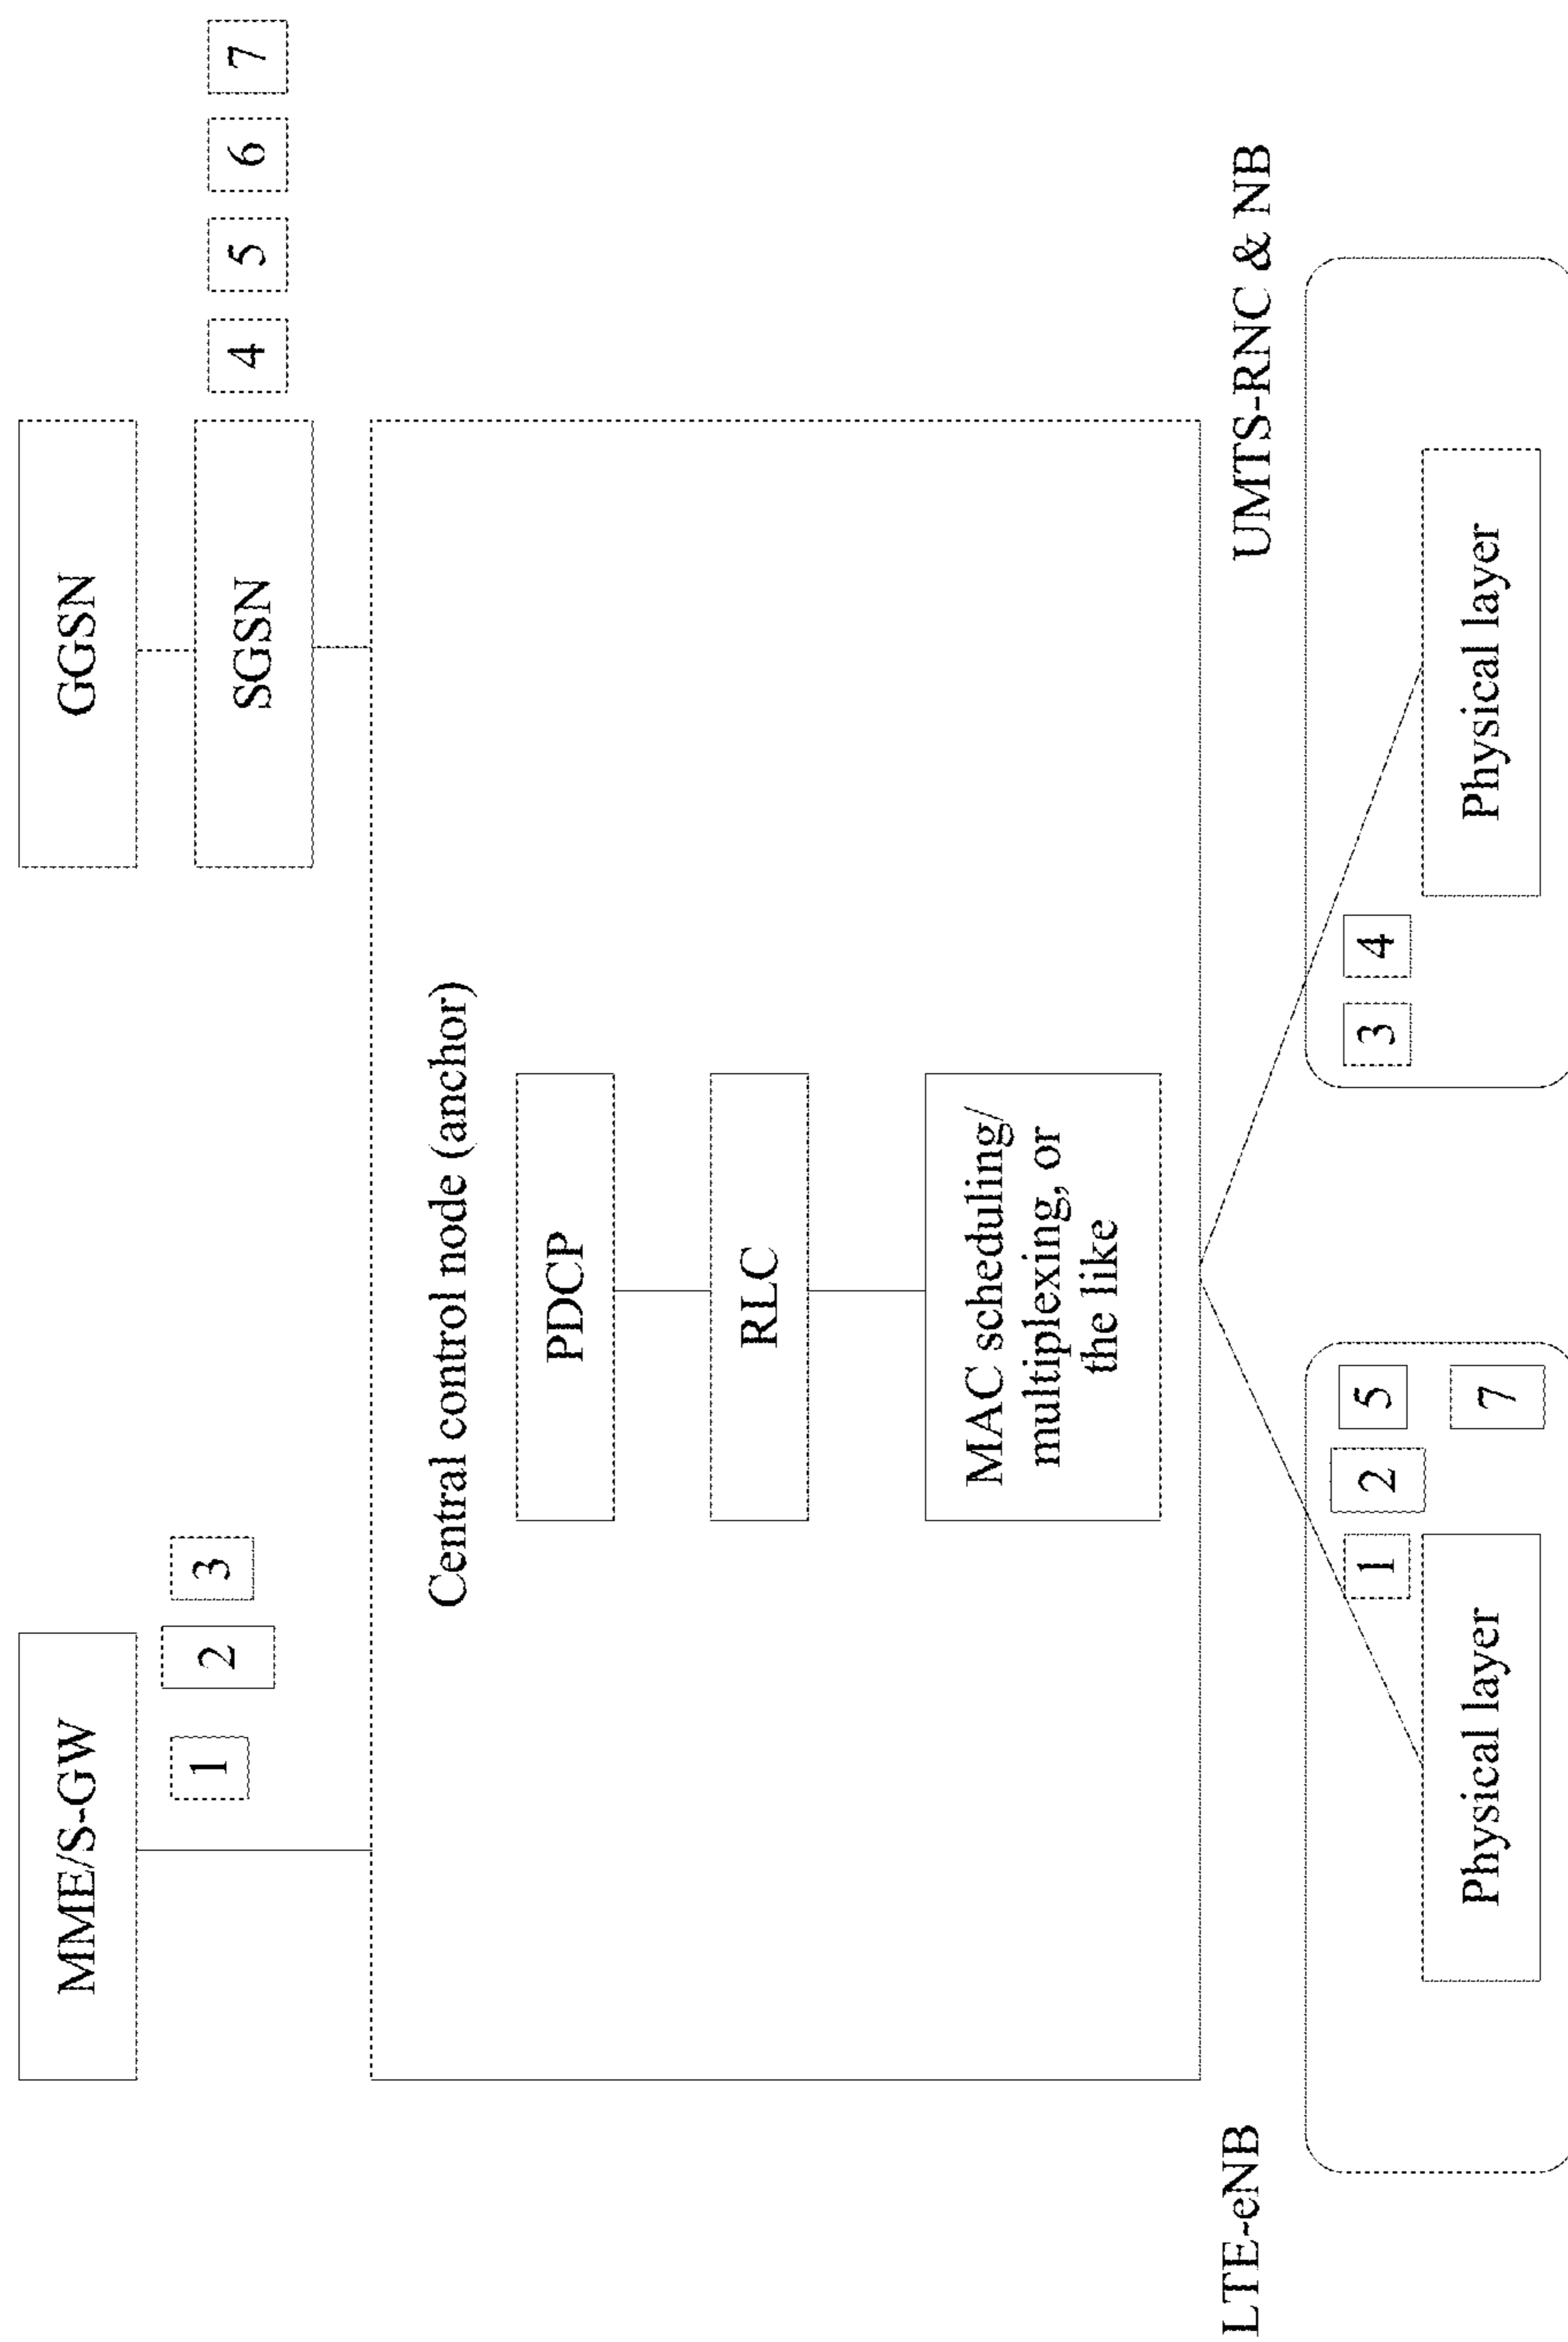 MME/S-GW
GGSN
1
2
3
SGSN
4
5
6
7
Central control node (anchor)
PDCP
RLC
MAC scheduling/
multiplexing, or
the like
LTE-eNB
UMTS-RNC & NB
1
2
5
3
4
Physical layer
7
Physical layer